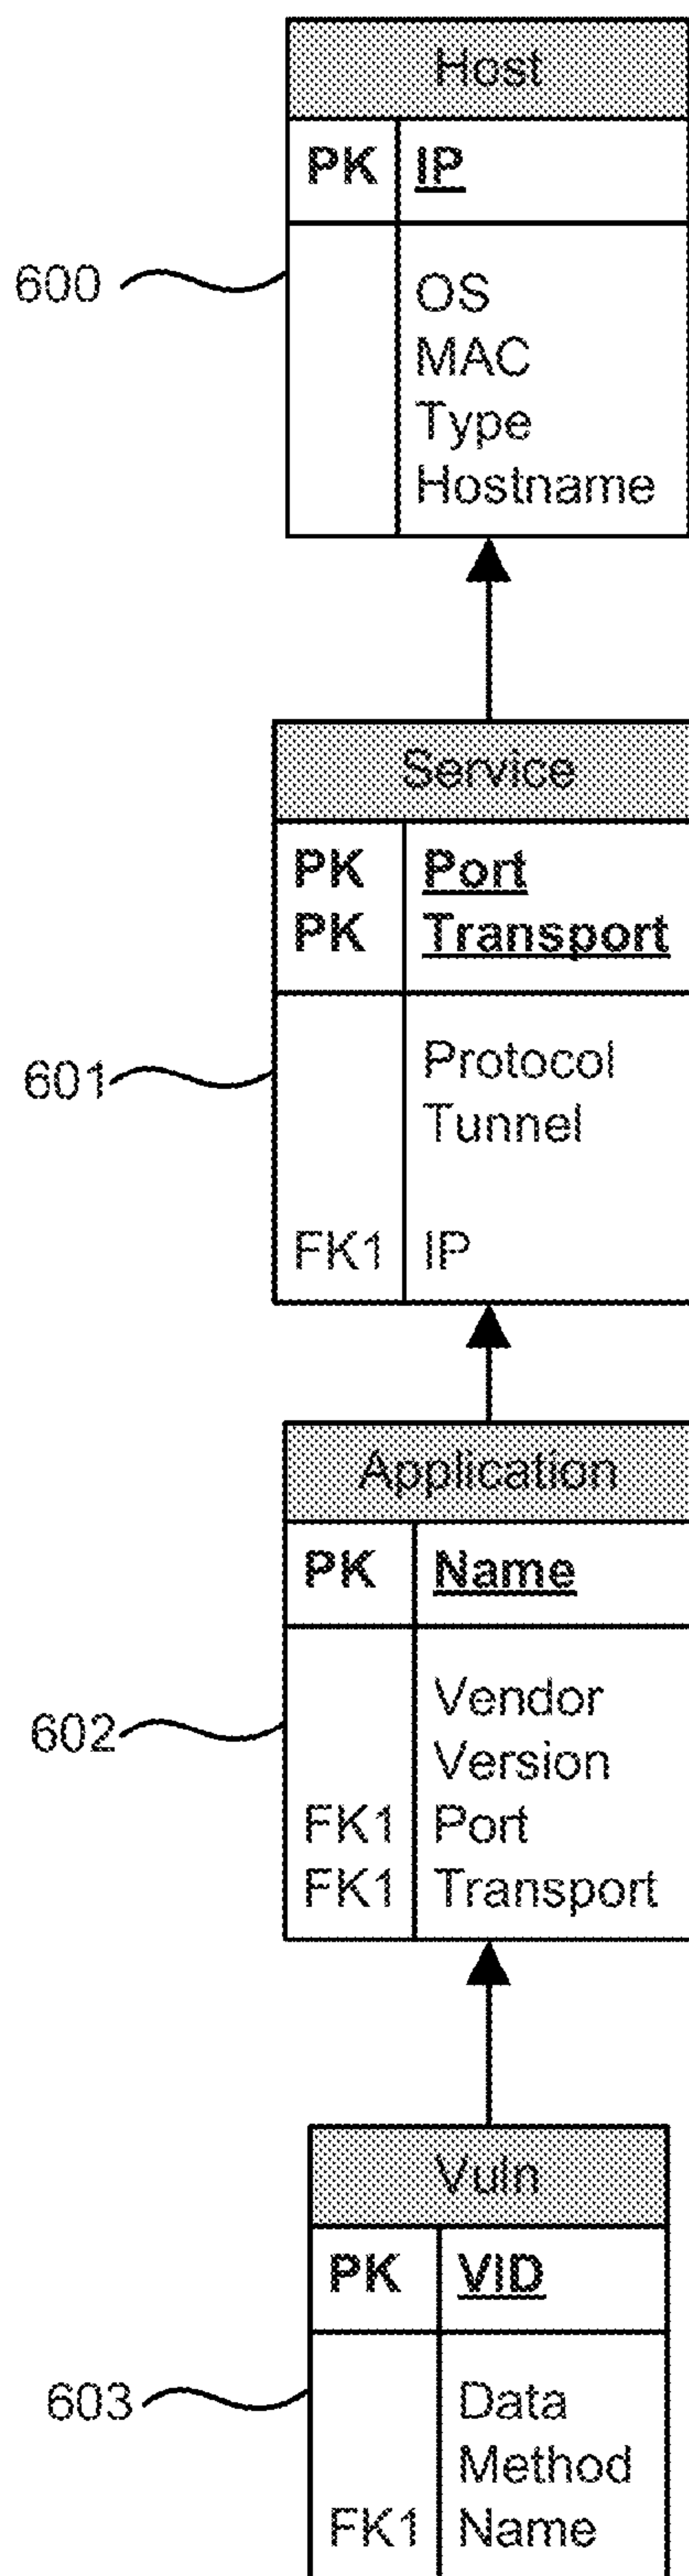 Host
PK IP
600
OS
MAC
Type
Hostname
Service
PK Port
PK Transport
601
Protocol
Tunnel
FK1 IP
Application
PK Name
602
Vendor
Version
FK1 Port
FK1 Transport
Vuln
PK VID
603
Data
Method
FK1 Name